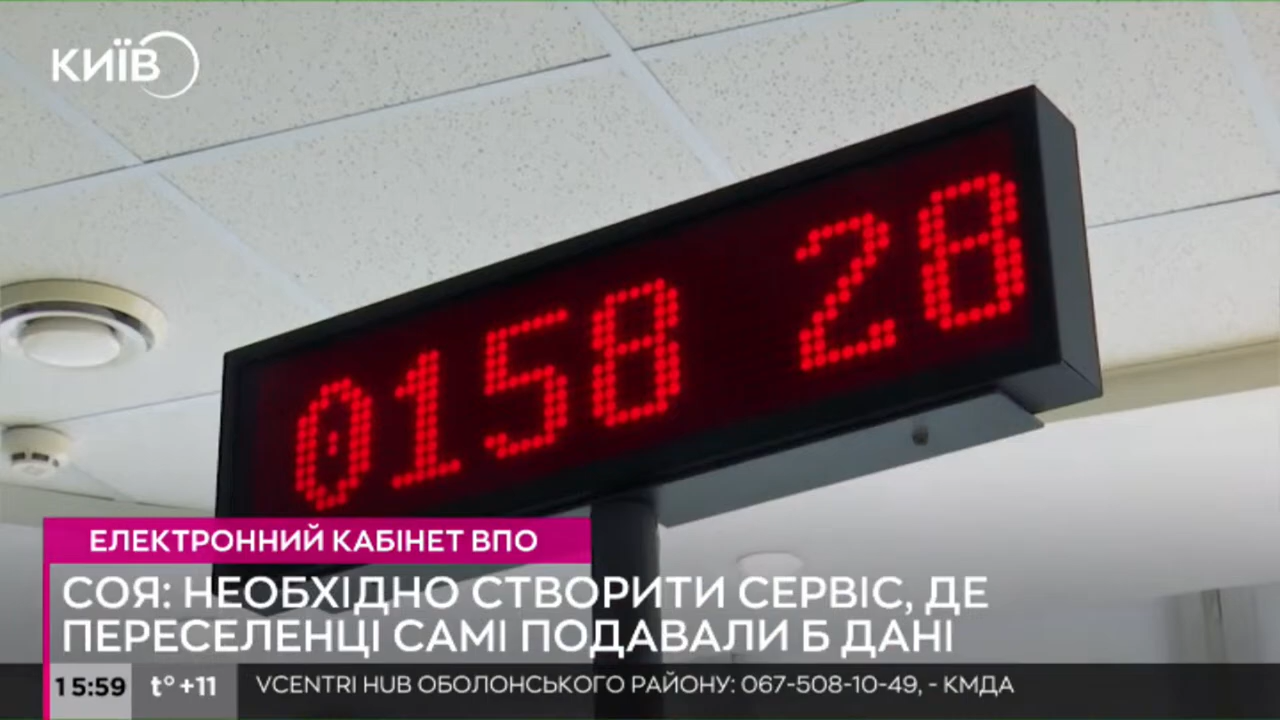 КИЇВ
0158 28
ЕЛЕКТРОННИЙ КАБІНЕТ ВПО
СОЯ: НЕОБХІДНО СТВОРИТИ СЕРВІС, ДЕ
ПЕРЕСЕЛЕНЦІ САМІ ПОДАВАЛИ Б ДАНІ
15:59 t° +11 VCENTRI HUB ОБОЛОНСЬКОГО РАЙОНУ: 067-508-10-49, - КМДА